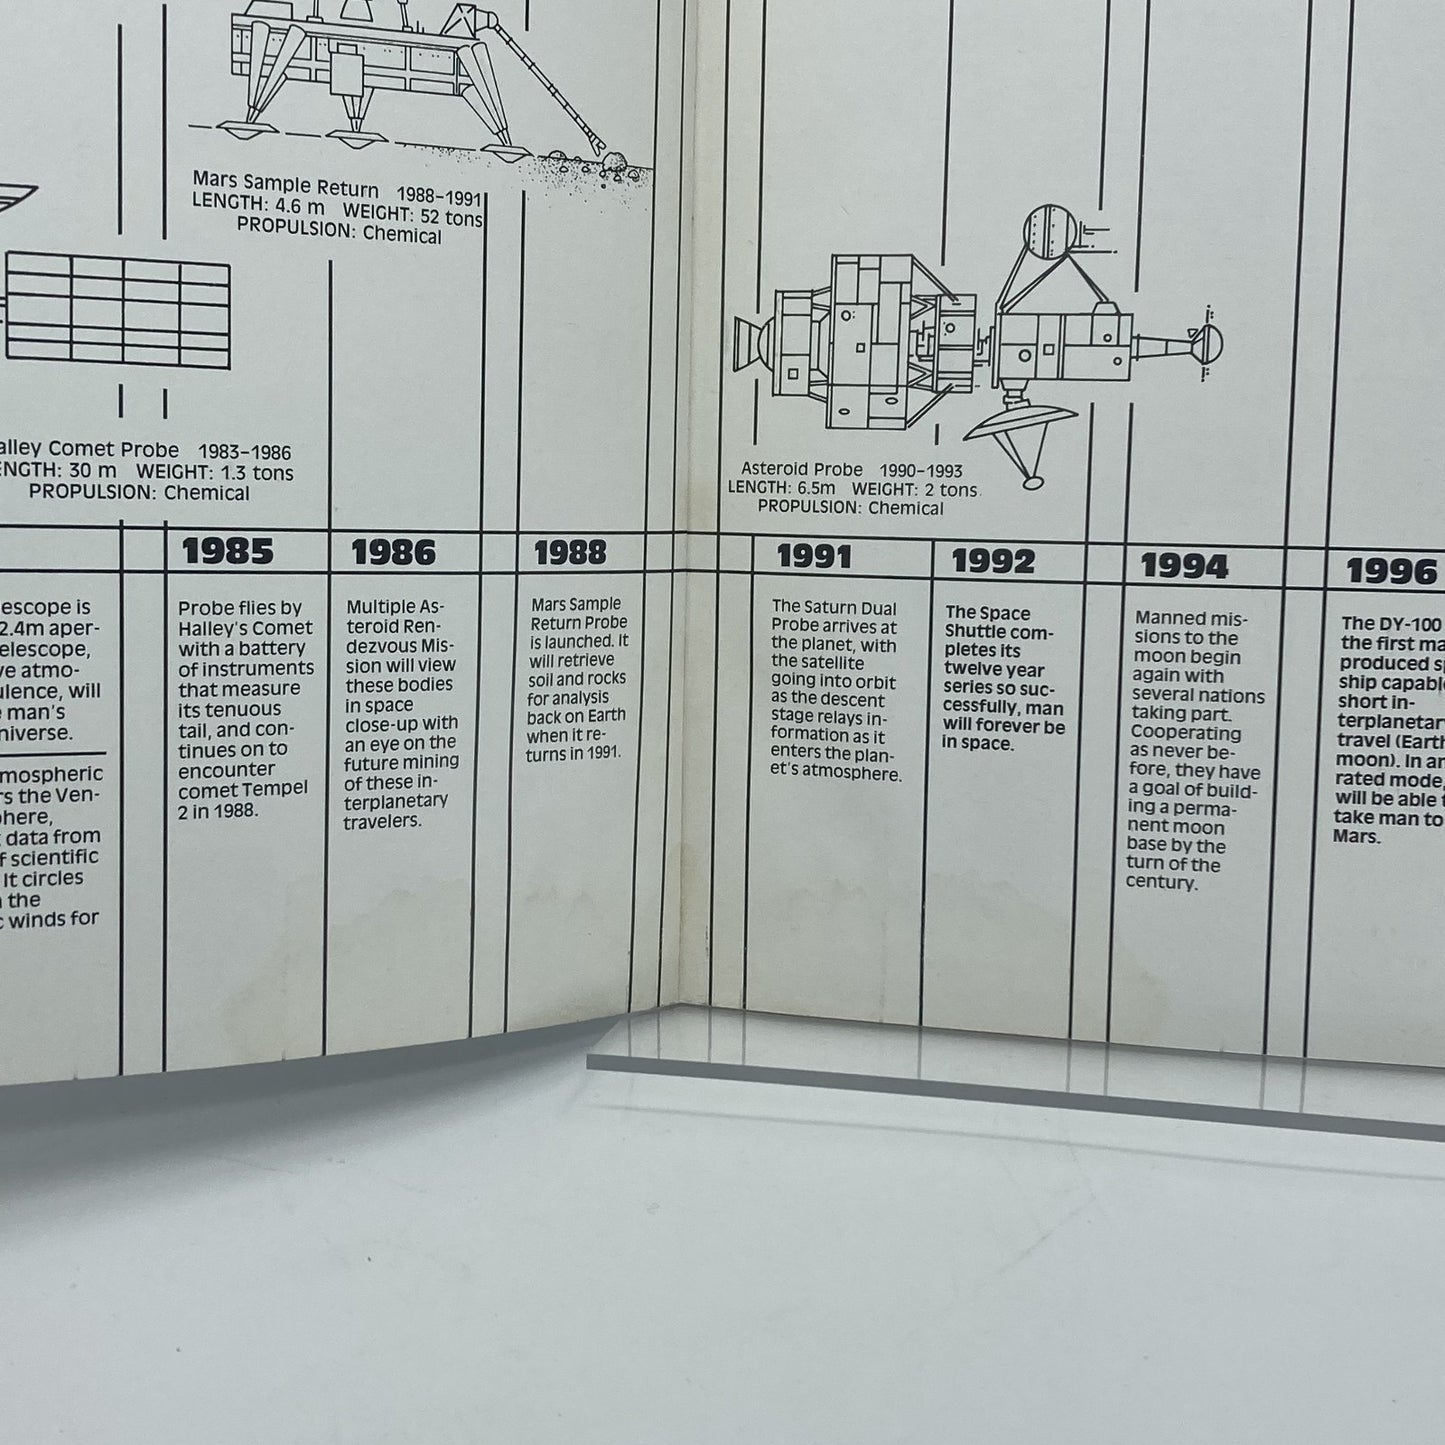 Mars Sample Return 1988–1991
LENGTH: 4.6 m WEIGHT: 52 tons
PROPULSION: Chemical
alley Comet Probe 1983–1986
ENGTH: 30 m WEIGHT: 1.3 tons
PROPULSION: Chemical
Asteroid Probe 1990–1993
LENGTH: 6.5m WEIGHT: 2 tons
PROPULSION: Chemical
escope is
2.4m aper-
elescope,
ve atmo-
ulence, will
e man's
niverse.
mospheric
rs the Ven-
phere,
data from
f scientific
It circles
the
c winds for
1985
Probe flies by
Halley's Comet
with a battery
of instruments
that measure
its tenuous
tail, and con-
tinues on to
encounter
comet Tempel
2 in 1988.
1986
Multiple As-
teroid Ren-
dezvous Mis-
sion will view
these bodies
in space
close-up with
an eye on the
future mining
of these in-
terplanetary
travelers.
1988
Mars Sample
Return Probe
is launched. It
will retrieve
soil and rocks
for analysis
back on Earth
when it re-
turns in 1991.
1991
The Saturn Dual
Probe arrives at
the planet, with
the satellite
going into orbit
as the descent
stage relays in-
formation as it
enters the plan-
et's atmosphere.
1992
The Space
Shuttle com-
pletes its
twelve year
series so suc-
cessfully, man
will forever be
in space.
1994
Manned mis-
sions to the
moon begin
again with
several nations
taking part.
Cooperating
as never be-
fore, they have
a goal of build-
ing a perma-
nent moon
base by the
turn of the
century.
1996
The DY-100
the first ma
produced s
ship capabl
short in-
terplanetar
travel (Earth
moon). In a
rated mode,
will be able
take man to
Mars.